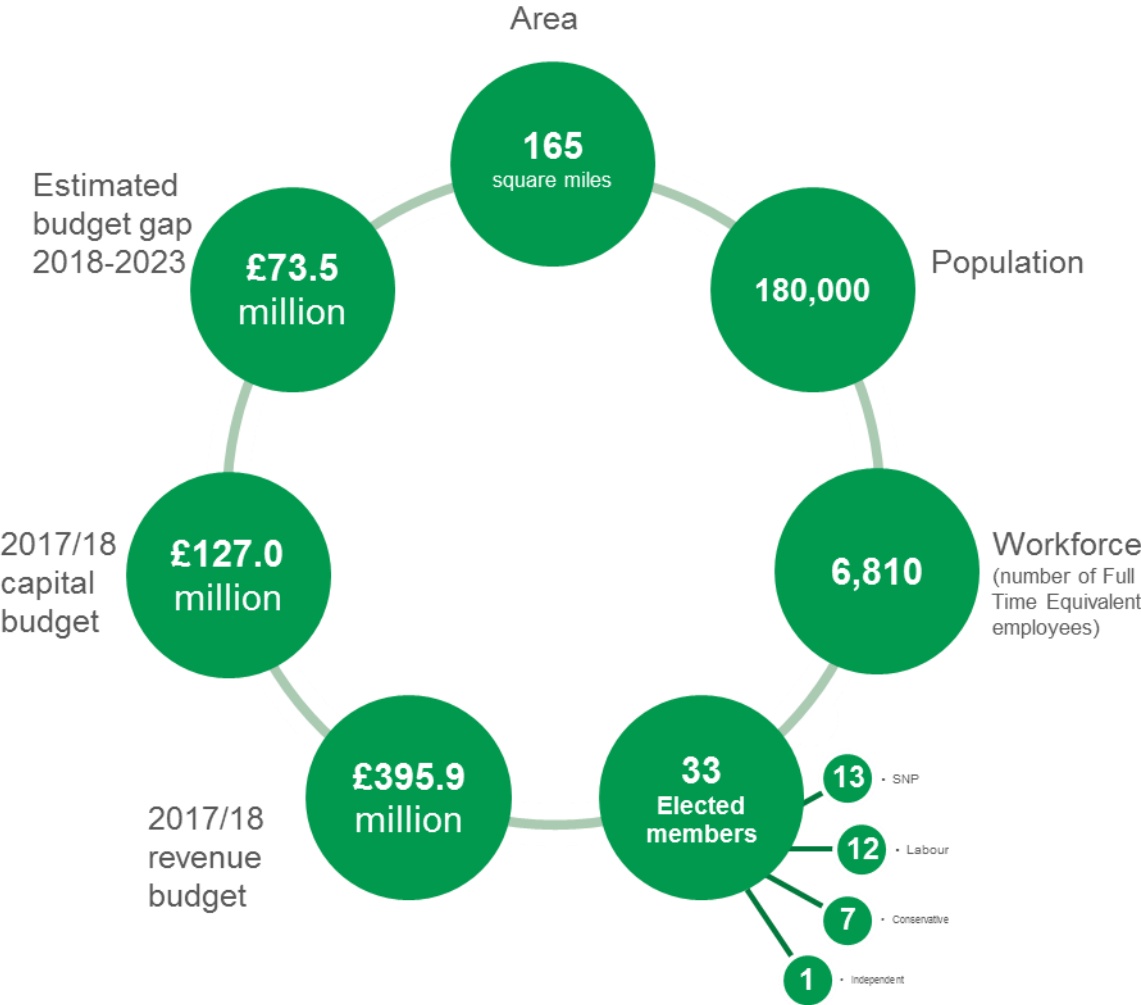 Area
165
square miles
Population
180,000
Workforce
(number of Full
Time Equivalent
employees)
6,810
33
Elected
members
13 · SNP
12 · Labour
7 · Conservative
1 · Independent
2017/18
revenue
budget
£395.9
million
2017/18
capital
budget
£127.0
million
Estimated
budget gap
2018-2023
£73.5
million